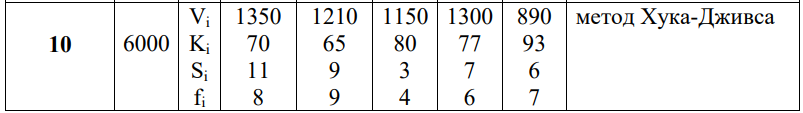 Vᵢ 1350 1210 1150 1300 890 метод Хука-Дживса
10 6000 Kᵢ 70 65 80 77 93
Sᵢ 11 9 3 7 6
fᵢ 8 9 4 6 7